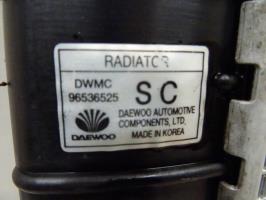 RADIATOR
DWMC
96536525
S C
DAEWOO
DAEWOO AUTOMOTIVE
COMPONENTS, LTD.
MADE IN KOREA